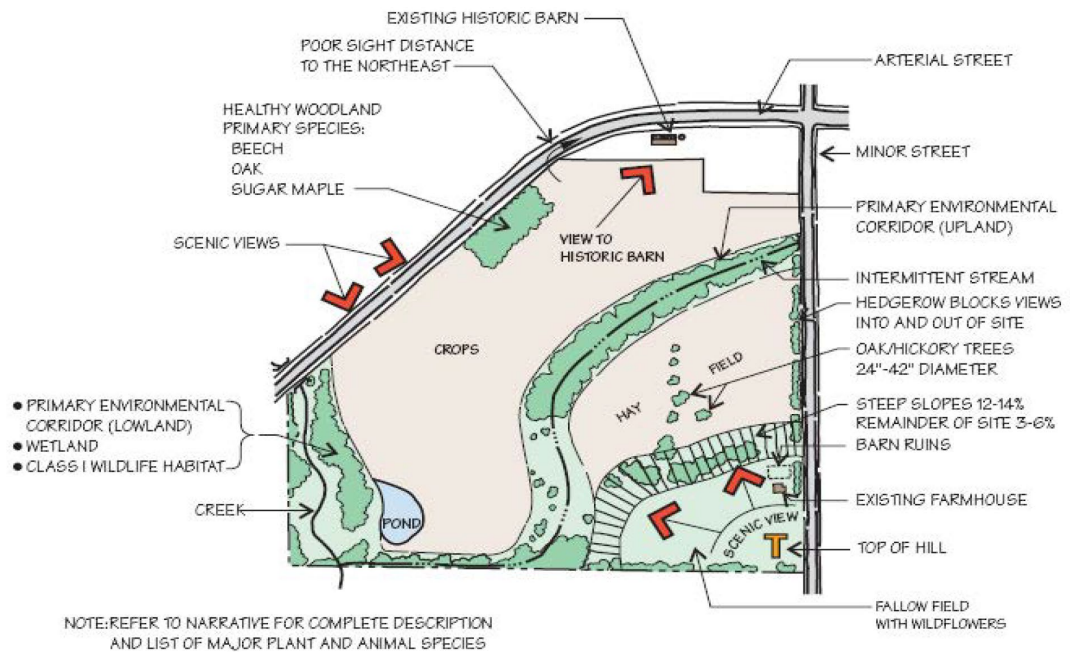 EXISTING HISTORIC BARN
POOR SIGHT DISTANCE
TO THE NORTHEAST
ARTERIAL STREET
HEALTHY WOODLAND
PRIMARY SPECIES:
BEECH
OAK
SUGAR MAPLE
MINOR STREET
SCENIC VIEWS
VIEW TO
HISTORIC BARN
PRIMARY ENVIRONMENTAL
CORRIDOR (UPLAND)
INTERMITTENT STREAM
HEDGEROW BLOCKS VIEWS
INTO AND OUT OF SITE
CROPS
HAY FIELD
OAK/HICKORY TREES
24"-42" DIAMETER
• PRIMARY ENVIRONMENTAL
CORRIDOR (LOWLAND)
• WETLAND
• CLASS I WILDLIFE HABITAT
STEEP SLOPES 12-14%
REMAINDER OF SITE 3-6%
BARN RUINS
EXISTING FARMHOUSE
CREEK
POND
SCENIC VIEW
T
TOP OF HILL
FALLOW FIELD
WITH WILDFLOWERS
NOTE:REFER TO NARRATIVE FOR COMPLETE DESCRIPTION
AND LIST OF MAJOR PLANT AND ANIMAL SPECIES